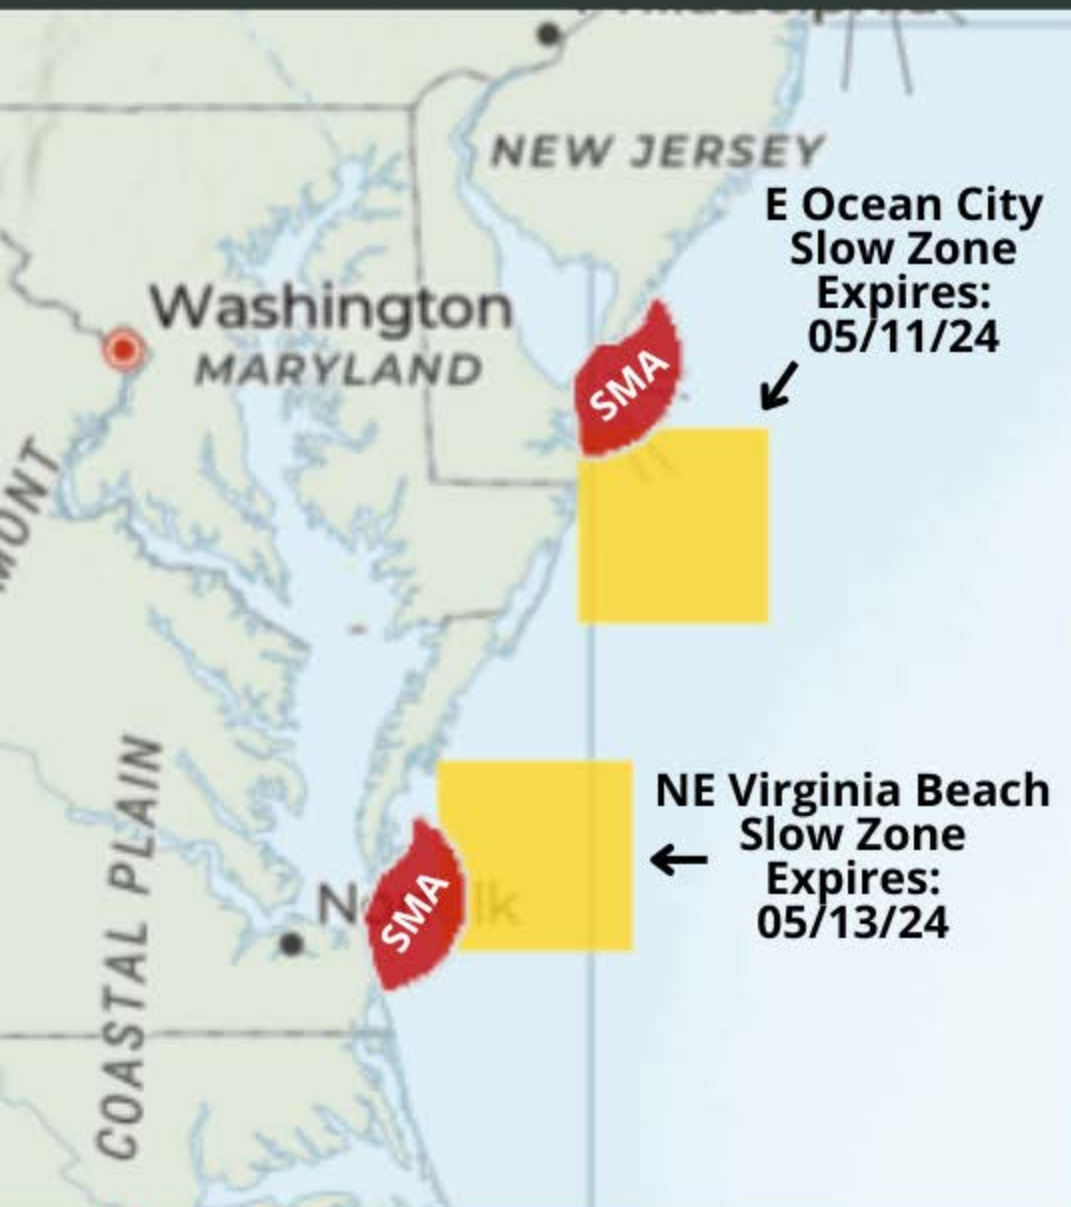 NEW JERSEY
E Ocean City
Slow Zone
Expires:
05/11/24
Washington
MARYLAND
SMA
MONT
NE Virginia Beach
Slow Zone
Expires:
05/13/24
SMA
COASTAL PLAIN